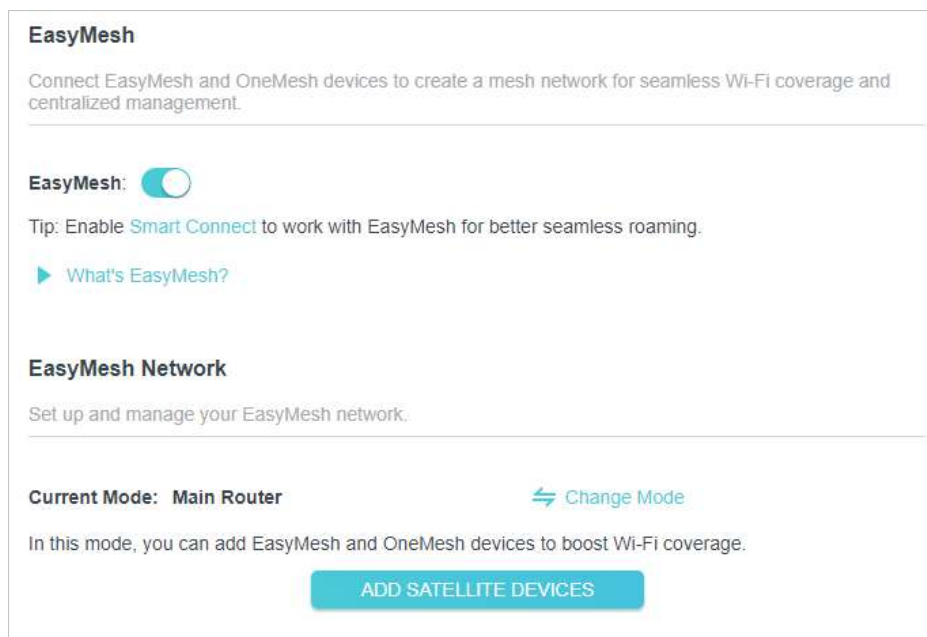 EasyMesh
Connect EasyMesh and OneMesh devices to create a mesh network for seamless Wi-Fi coverage and
centralized management.
EasyMesh:
Tip: Enable Smart Connect to work with EasyMesh for better seamless roaming.
What's EasyMesh?
EasyMesh Network
Set up and manage your EasyMesh network.
Current Mode: Main Router Change Mode
In this mode, you can add EasyMesh and OneMesh devices to boost Wi-Fi coverage.
ADD SATELLITE DEVICES